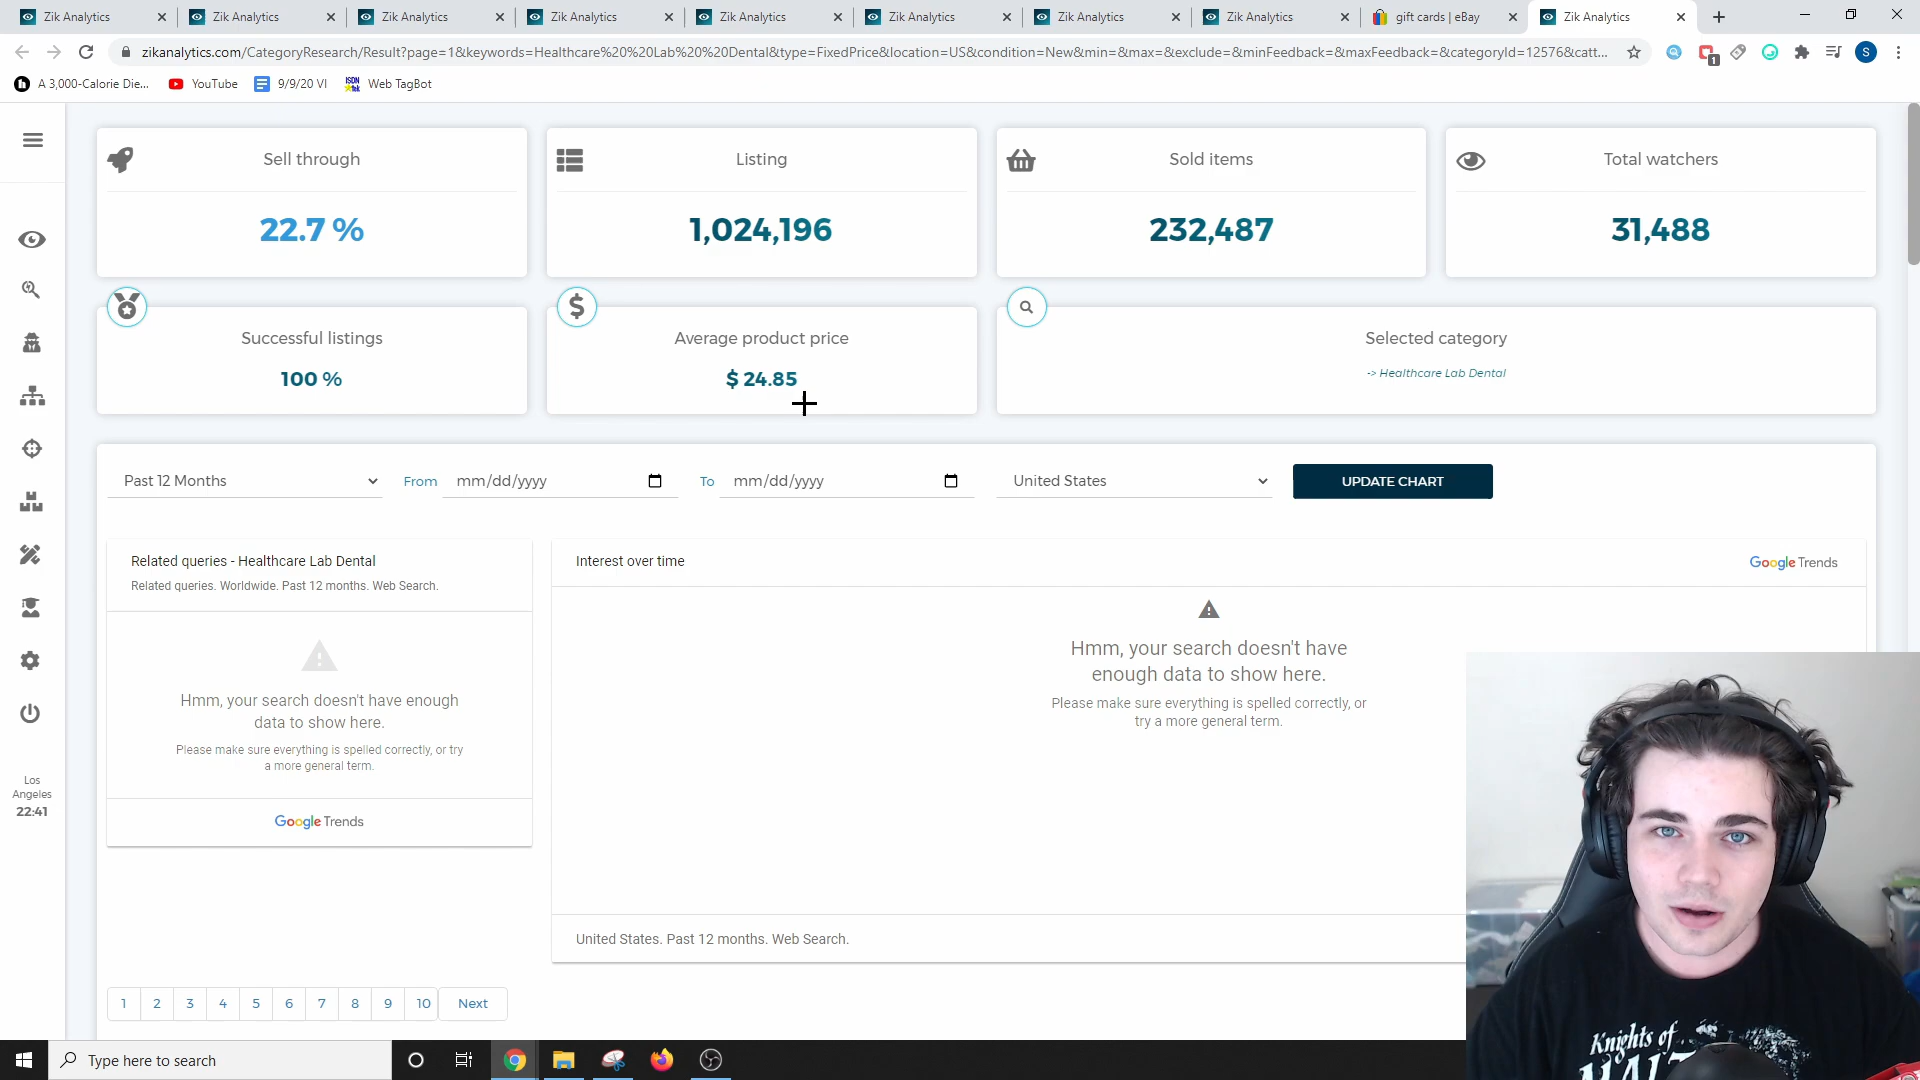 Zik Analytics
Zik Analytics
Zik Analytics
Zik Analytics
Zik Analytics
Zik Analytics
Zik Analytics
Zik Analytics
gift cards | eBay
Zik Analytics
zikanalytics.com/CategoryResearch/Result?page=1&keywords=Healthcare%20%20Lab%20%20Dental&type=FixedPrice&location=US&condition=New&min=&max=&exclude=&minFeedback=&maxFeedback=&categoryId=12576&catt...
1
S
A 3,000-Calorie Die...
YouTube
9/9/20 VI
Web TagBot
Sell through
22.7 %
Listing
1,024,196
Sold items
232,487
Total watchers
31,488
Successful listings
100 %
Average product price
$ 24.85
Selected category
-> Healthcare Lab Dental
Past 12 Months
From
mm/dd/yyyy
To
mm/dd/yyyy
United States
UPDATE CHART
Related queries - Healthcare Lab Dental
Related queries. Worldwide. Past 12 months. Web Search.
Hmm, your search doesn't have enough
data to show here.
Please make sure everything is spelled correctly, or try
a more general term.
Google Trends
Interest over time
Google Trends
Hmm, your search doesn't have
enough data to show here.
Please make sure everything is spelled correctly, or
try a more general term.
United States. Past 12 months. Web Search.
Los
Angeles
22:41
1 2 3 4 5 6 7 8 9 10 Next
Type here to search
Knights of